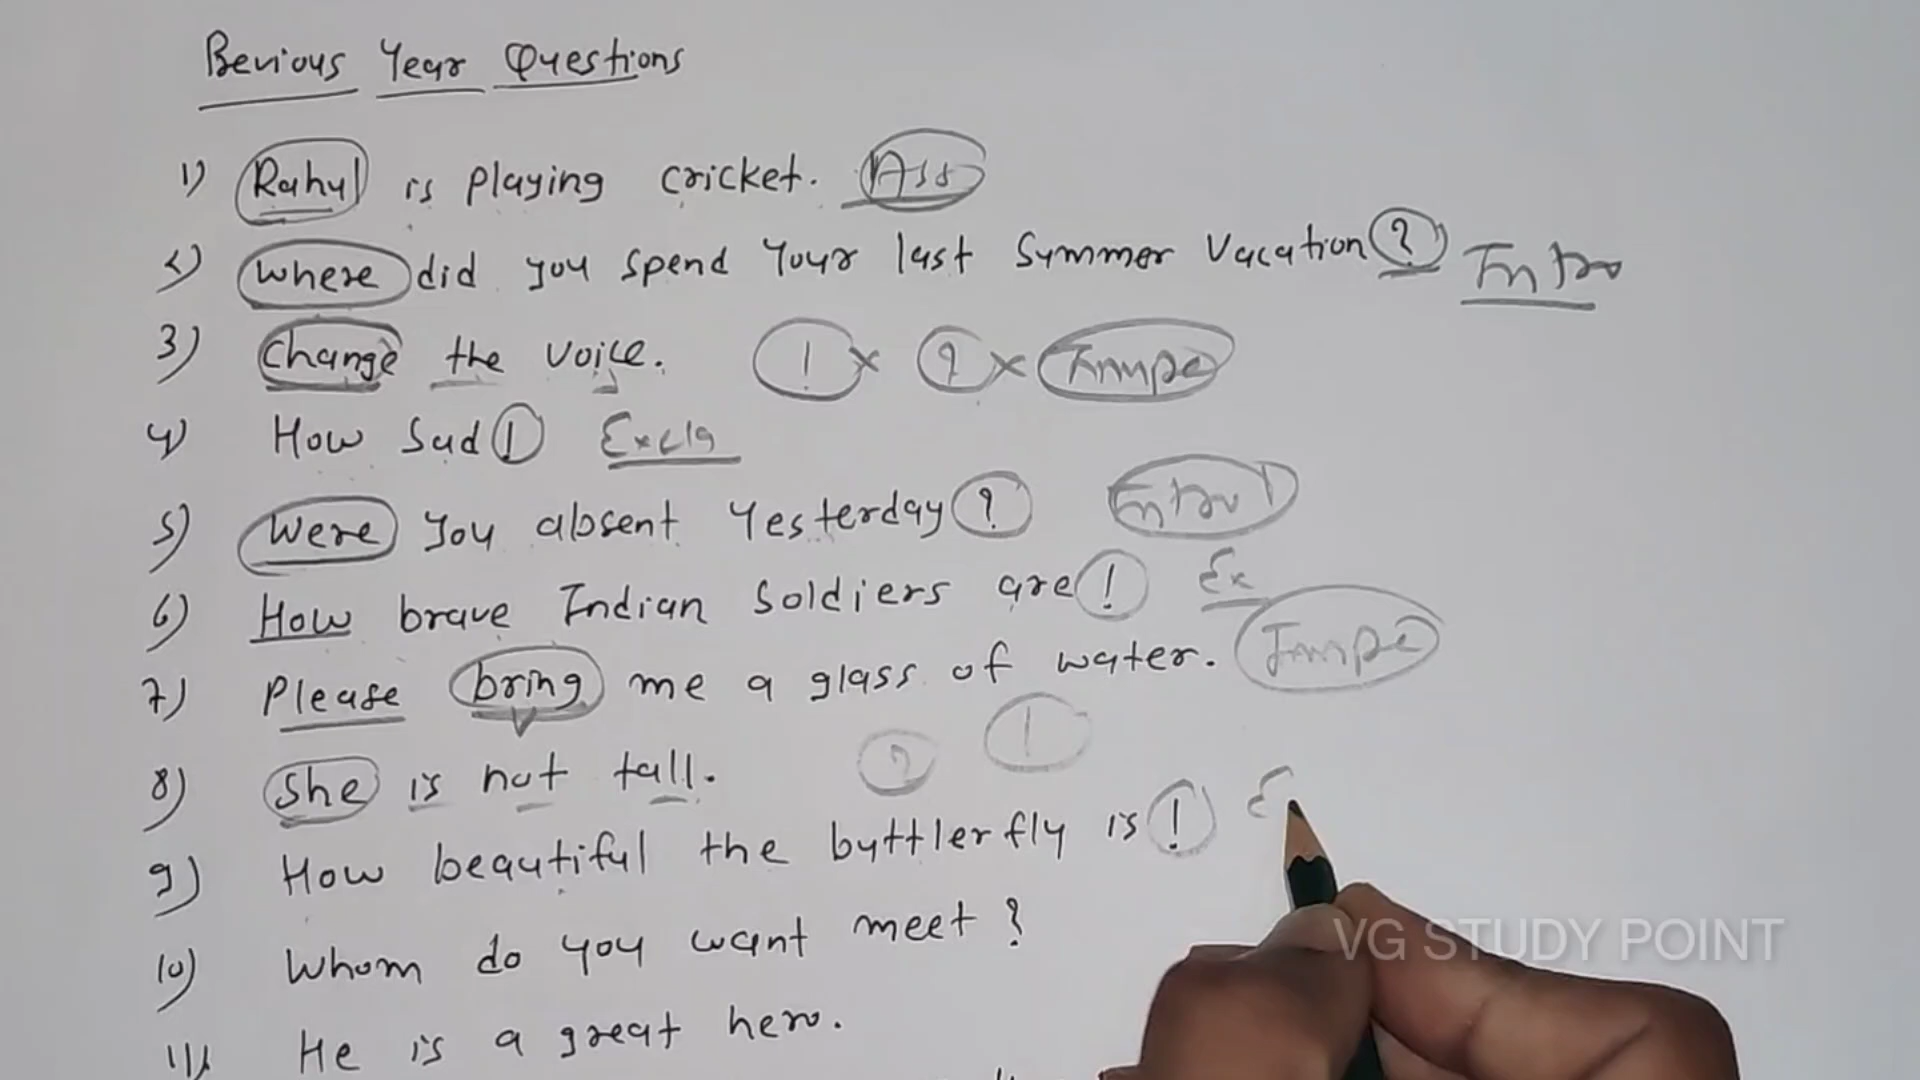 Previous Year Questions
1) Rahul is playing cricket. Ass
2) where did you spend your last summer vacation? Intro
3) Change the voice. ! × ? × Impe
4) How sad! Excla
5) Were you absent yesterday? Intro !
6) How brave Indian soldiers are! Ex
7) Please bring me a glass of water. Impe
8) She is not tall. ? !
9) How beautiful the buttlerfly is! E
10) Whom do you want meet?
11) He is a great hero.
VG STUDY POINT